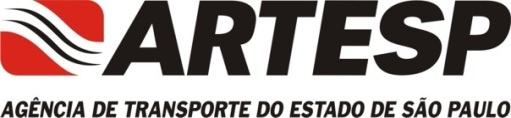 ARTESP
AGÊNCIA DE TRANSPORTE DO ESTADO DE SÃO PAULO